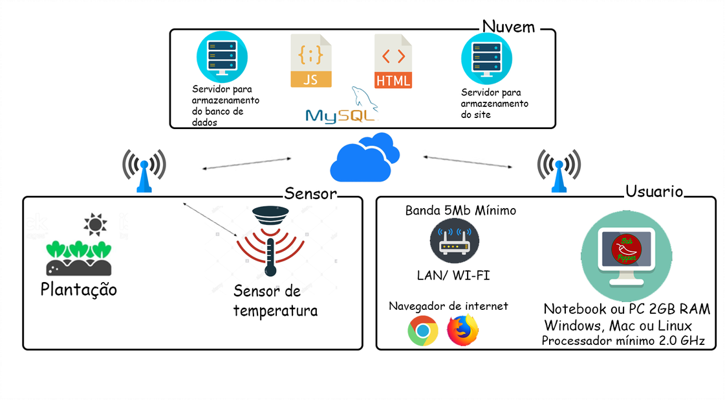 Nuvem
Servidor para
armazenamento
do banco de
dados
JS
HTML
MySQL
Servidor para
armazenamento
do site
Sensor
Plantação
Sensor de
temperatura
Usuario
Banda 5Mb Mínimo
LAN/ WI-FI
Navegador de internet
Notebook ou PC 2GB RAM
Windows, Mac ou Linux
Processador mínimo 2.0 GHz